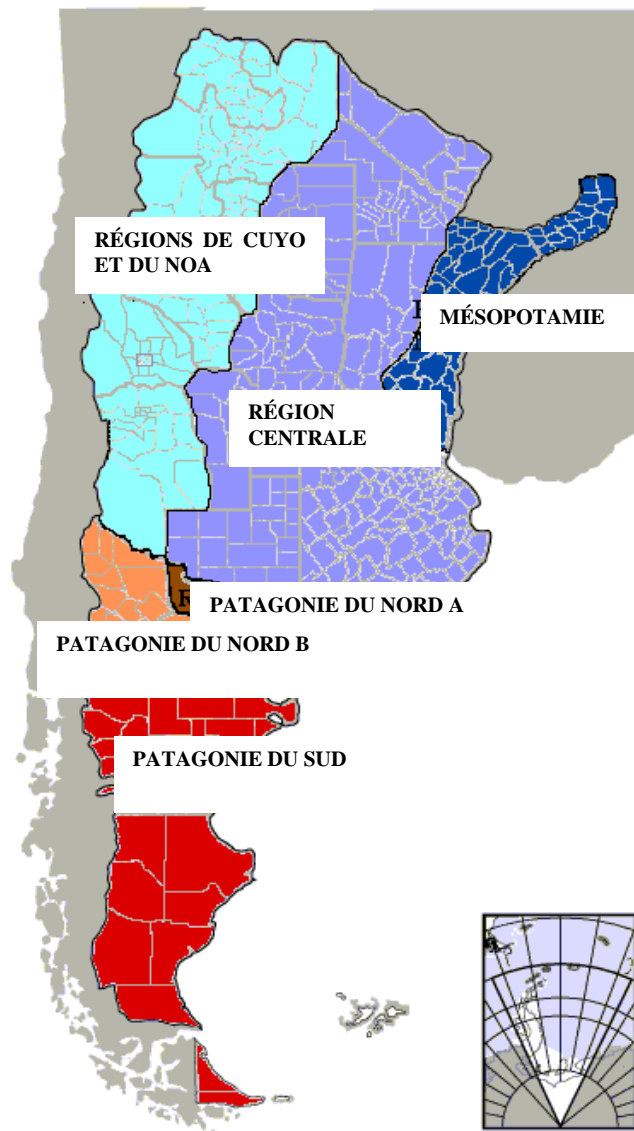 RÉGIONS DE CUYO
ET DU NOA
MÉSOPOTAMIE
RÉGION
CENTRALE
PATAGONIE DU NORD A
PATAGONIE DU NORD B
PATAGONIE DU SUD